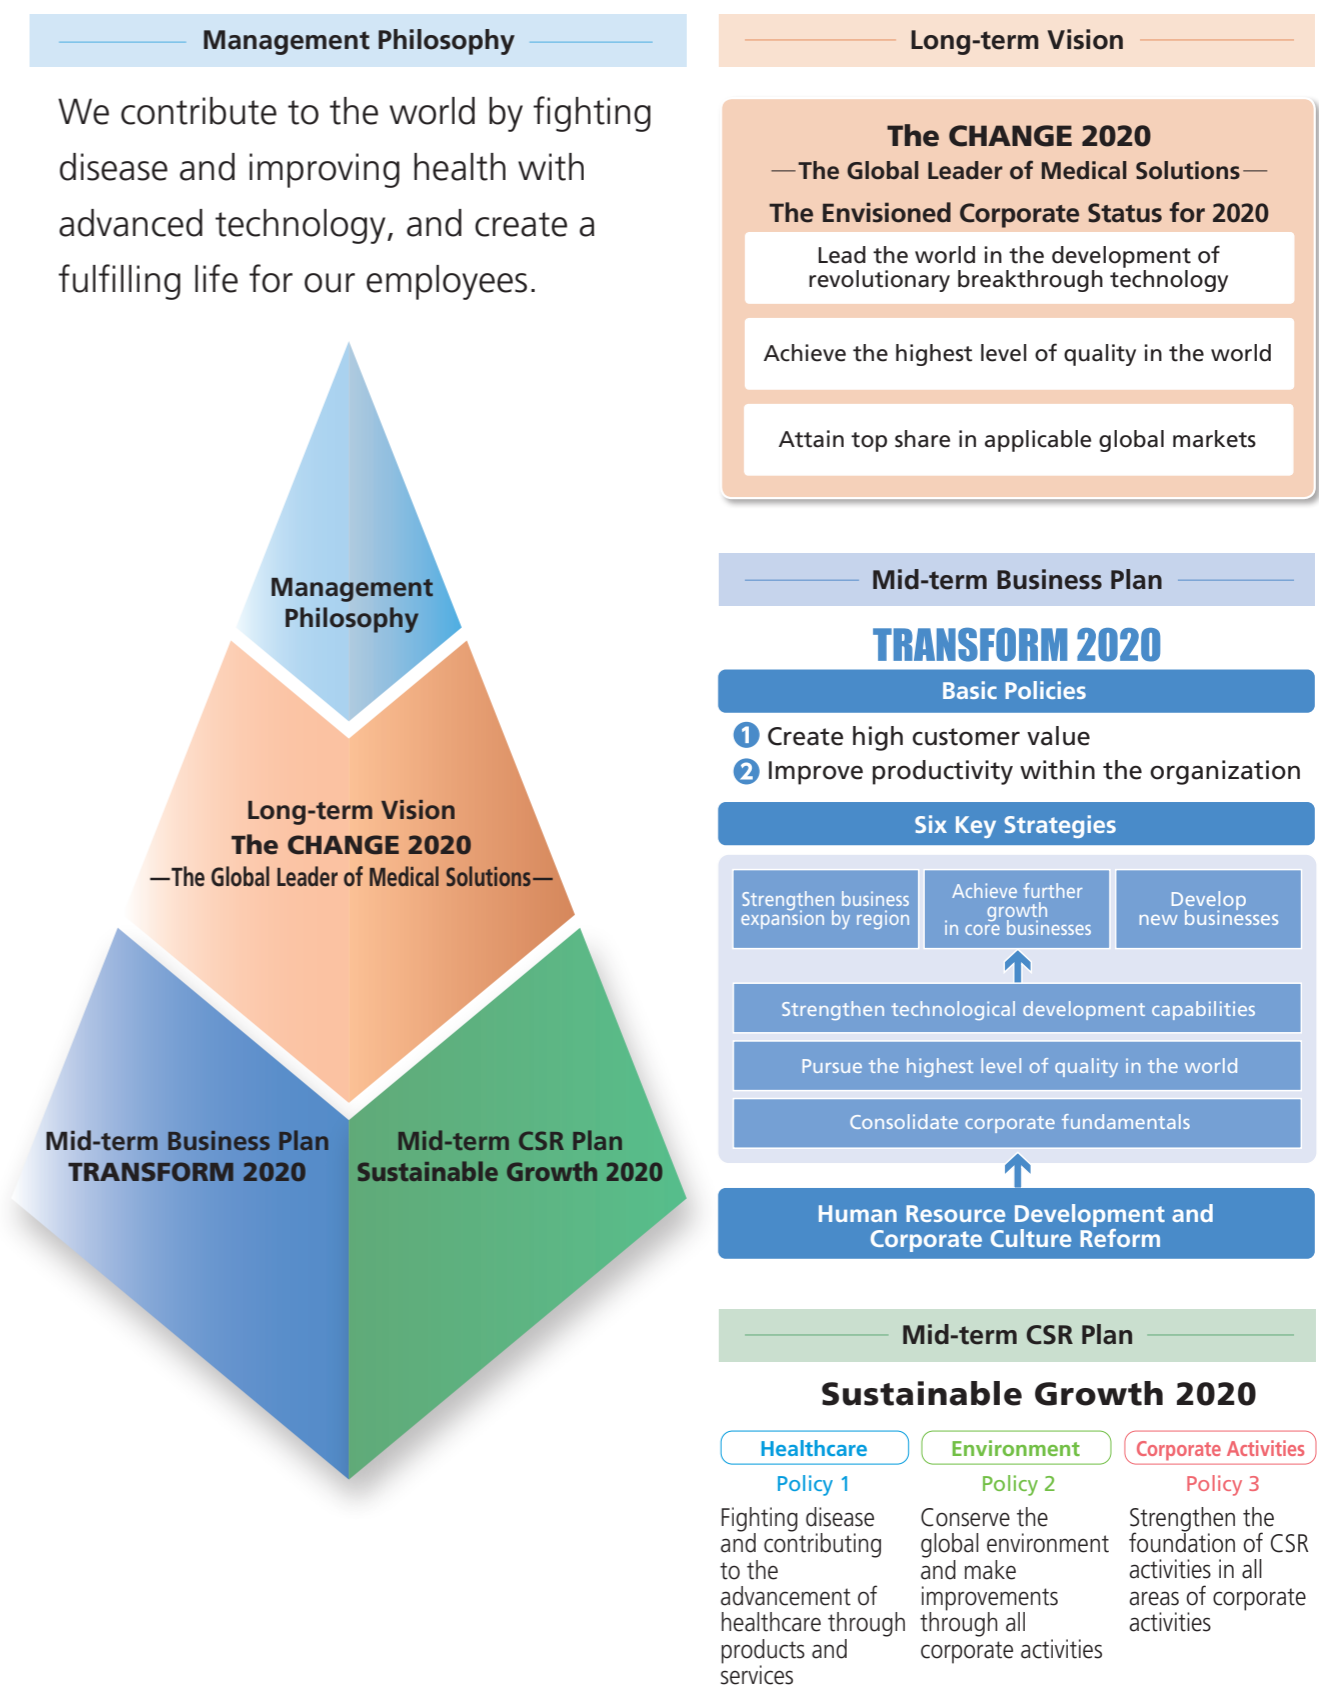 Management Philosophy
We contribute to the world by fighting
disease and improving health with
advanced technology, and create a
fulfilling life for our employees.
Management
Philosophy
Long-term Vision
The CHANGE 2020
—The Global Leader of Medical Solutions—
Mid-term Business Plan
TRANSFORM 2020
Mid-term CSR Plan
Sustainable Growth 2020
Long-term Vision
The CHANGE 2020
—The Global Leader of Medical Solutions—
The Envisioned Corporate Status for 2020
Lead the world in the development of
revolutionary breakthrough technology
Achieve the highest level of quality in the world
Attain top share in applicable global markets
Mid-term Business Plan
TRANSFORM 2020
Basic Policies
1 Create high customer value
2 Improve productivity within the organization
Six Key Strategies
Strengthen business
expansion by region
Achieve further
growth
in core businesses
Develop
new businesses
Strengthen technological development capabilities
Pursue the highest level of quality in the world
Consolidate corporate fundamentals
Human Resource Development and
Corporate Culture Reform
Mid-term CSR Plan
Sustainable Growth 2020
Healthcare
Policy 1
Fighting disease
and contributing
to the
advancement of
healthcare through
products and
services
Environment
Policy 2
Conserve the
global environment
and make
improvements
through all
corporate activities
Corporate Activities
Policy 3
Strengthen the
foundation of CSR
activities in all
areas of corporate
activities